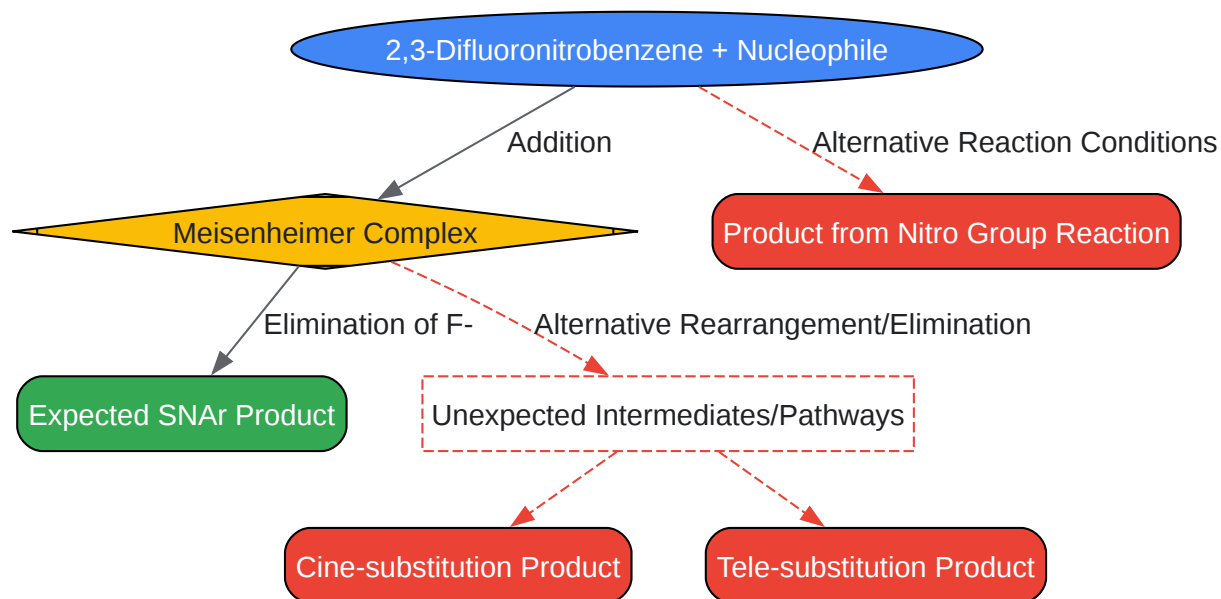 2,3-Difluoronitrobenzene + Nucleophile
Addition
Alternative Reaction Conditions
Meisenheimer Complex
Product from Nitro Group Reaction
Elimination of F-
Alternative Rearrangement/Elimination
Expected SNAr Product
Unexpected Intermediates/Pathways
Cine-substitution Product
Tele-substitution Product